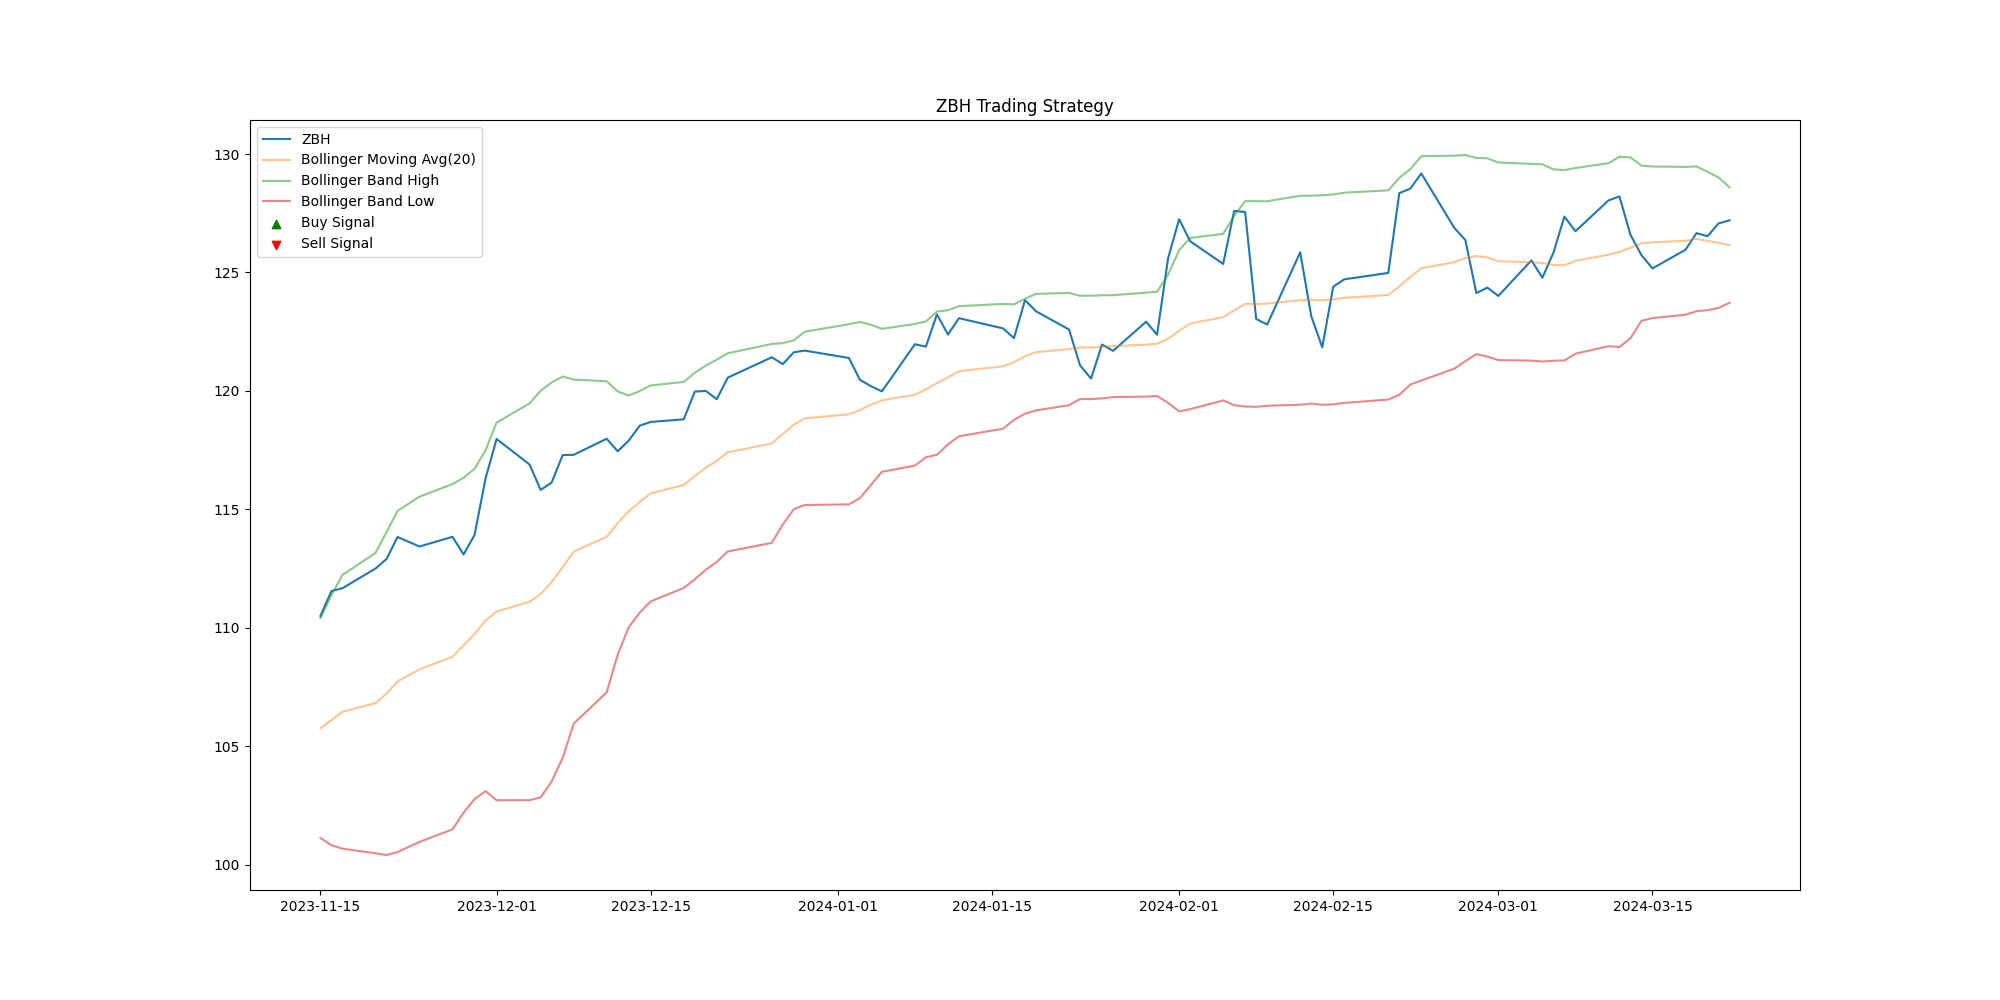 ZBH Trading Strategy
ZBH
Bollinger Moving Avg(20)
Bollinger Band High
Bollinger Band Low
Buy Signal
Sell Signal
130
125
120
115
110
105
100
2023-11-15 2023-12-01 2023-12-15 2024-01-01 2024-01-15 2024-02-01 2024-02-15 2024-03-01 2024-03-15